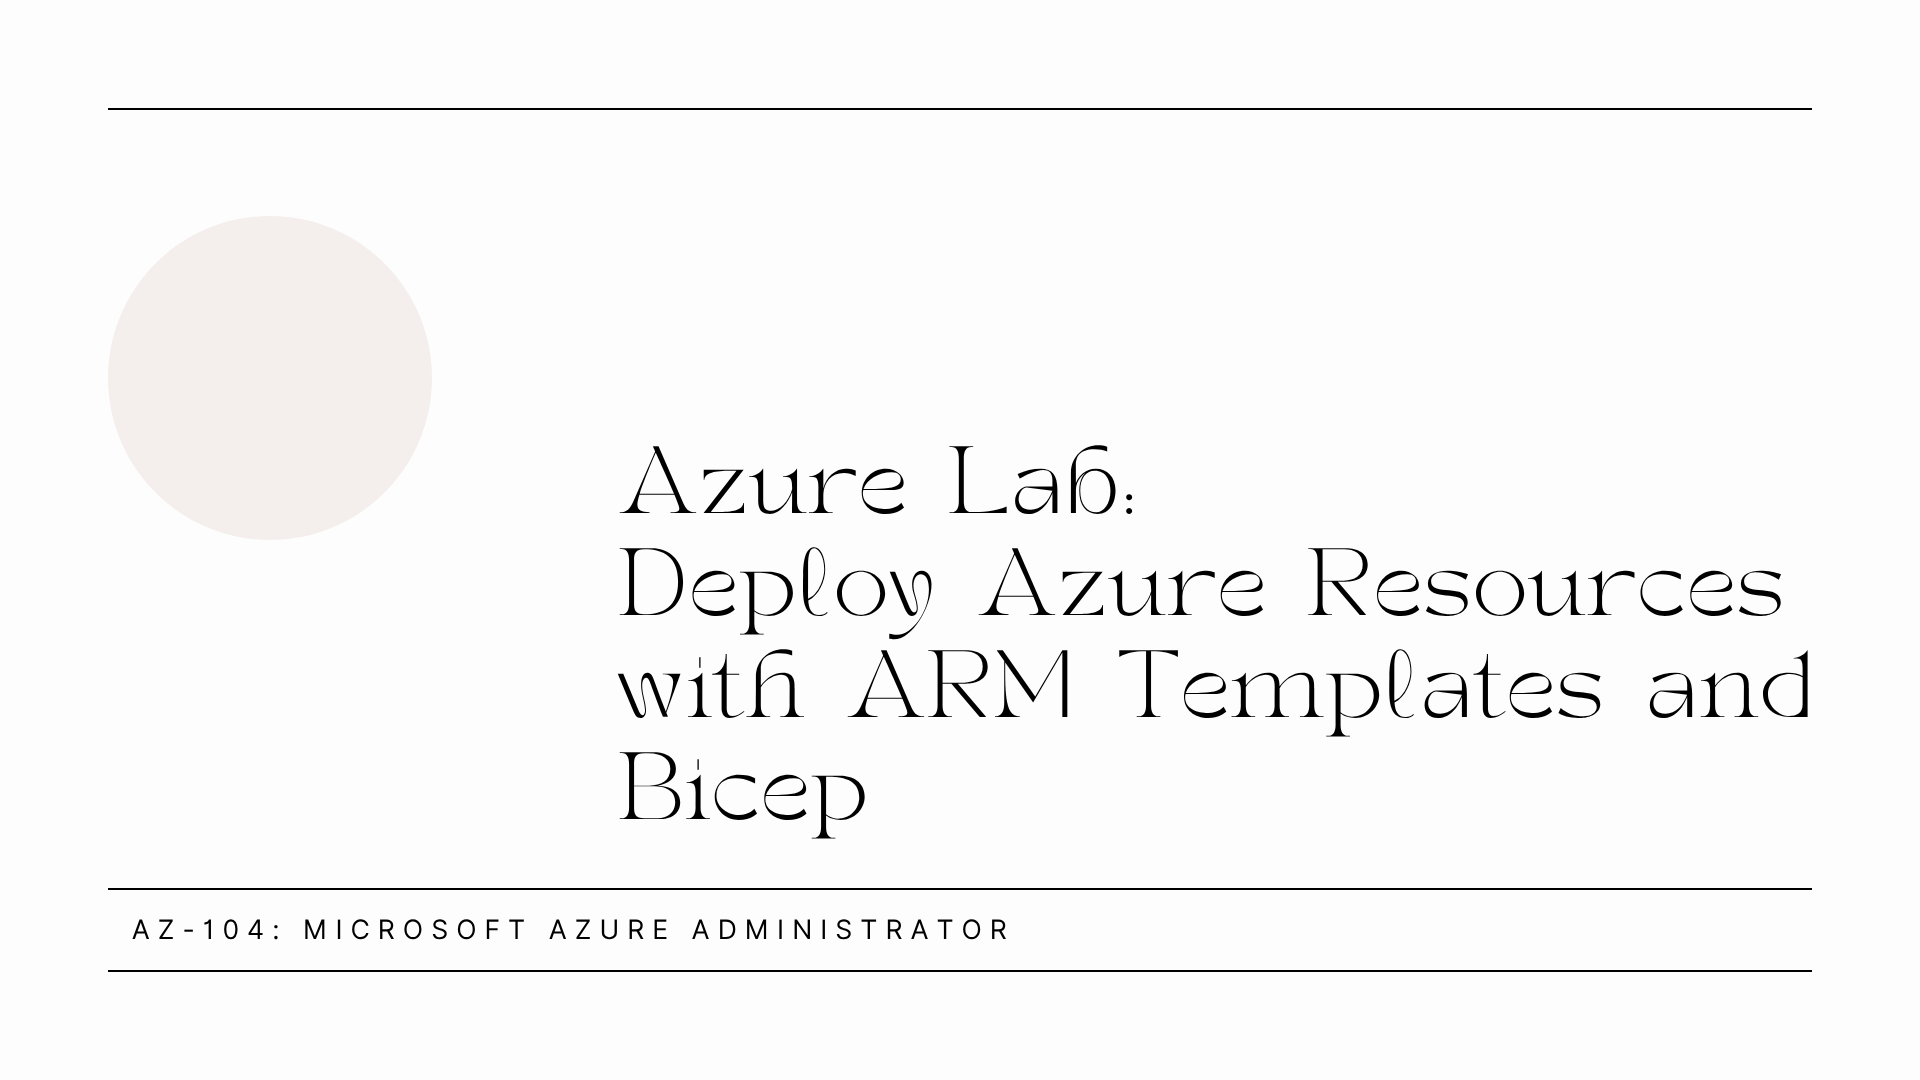 Azure Lab:
Deploy Azure Resources
with ARM Templates and
Bicep
AZ-104: MICROSOFT AZURE ADMINISTRATOR